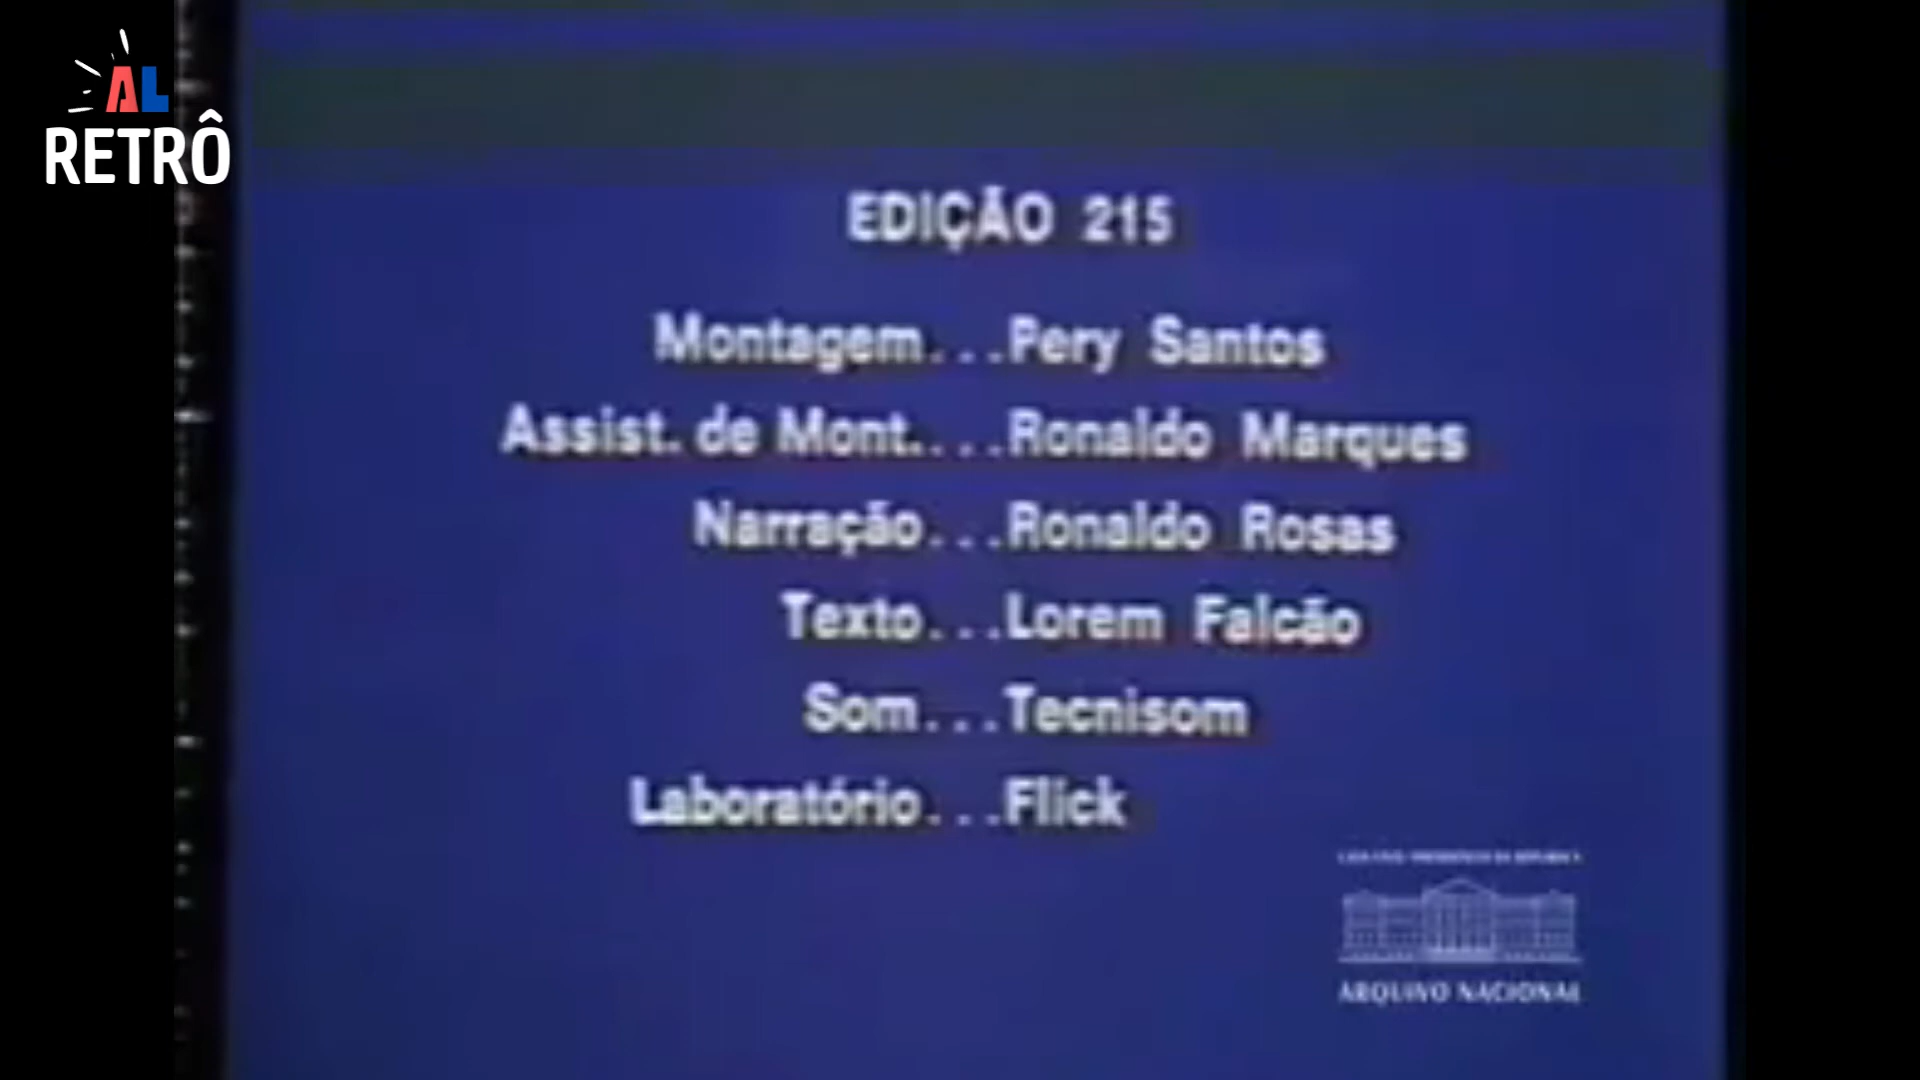 AL
RETRÔ
EDIÇÃO 215
Montagem...Pery Santos
Assist. de Mont....Ronaldo Marques
Narração...Ronaldo Rosas
Texto...Lorem Falcão
Som...Tecnisom
Laboratório...Flick
ARQUIVO NACIONAL